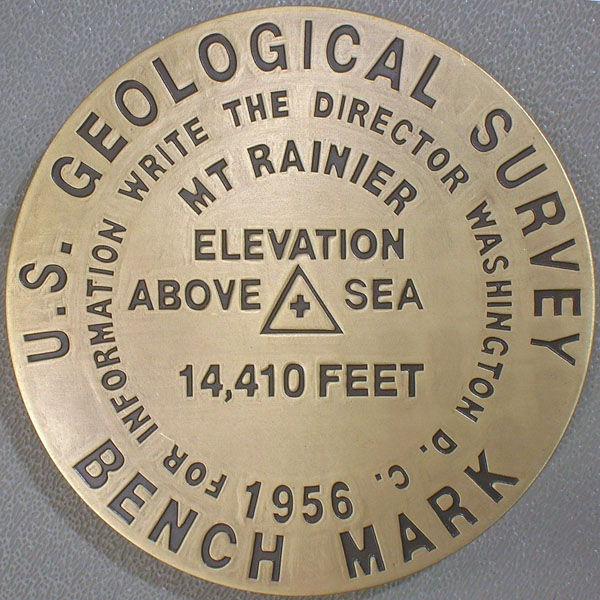 U.S. GEOLOGICAL SURVEY
FOR INFORMATION WRITE THE DIRECTOR WASHINGTON D. C.
MT RAINIER
ELEVATION
ABOVE SEA
14,410 FEET
1956
BENCH MARK